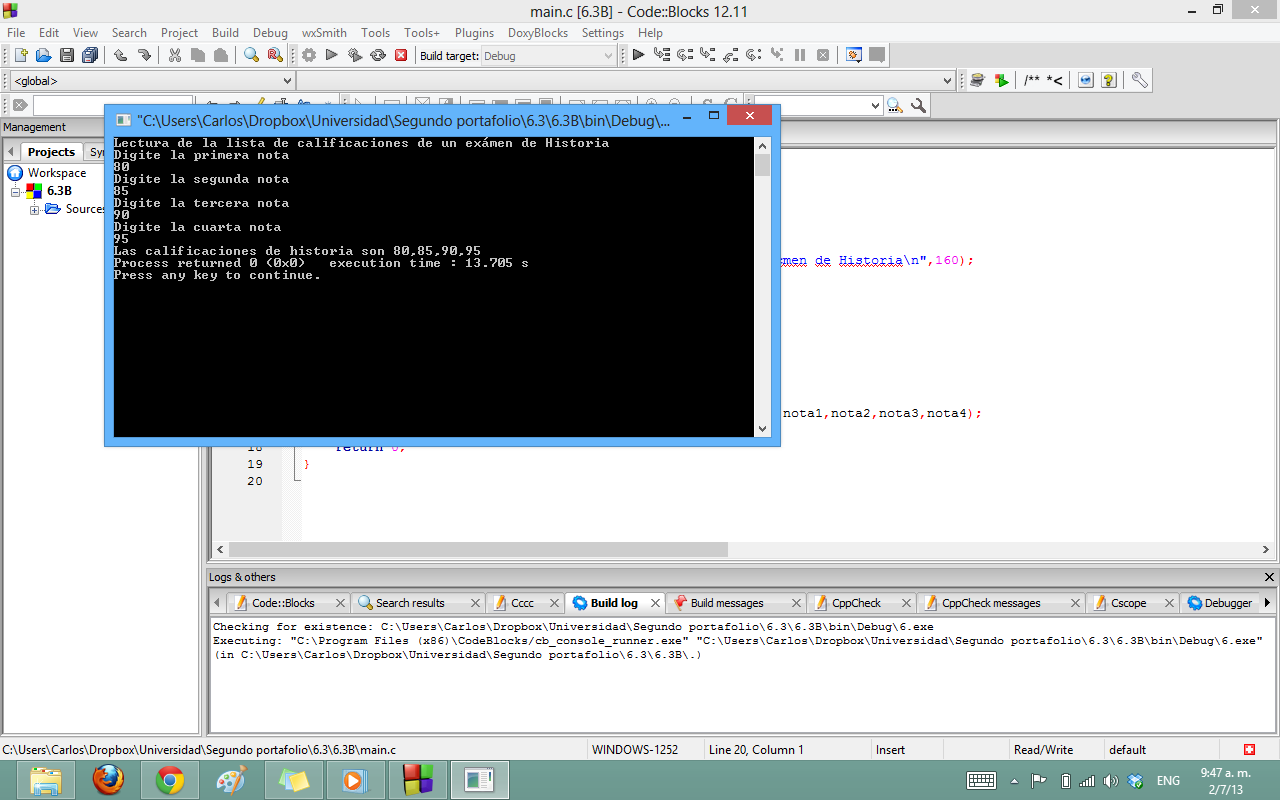 main.c [6.3B] - Code::Blocks 12.11
File Edit View Search Project Build Debug wxSmith Tools Tools+ Plugins DoxyBlocks Settings Help
Build target: Debug
<global>
/** *<
"C:\Users\Carlos\Dropbox\Universidad\Segundo portafolio\6.3\6.3B\bin\Debug\...
Management
Projects Sy
Workspace
6.3B
Sources
Lectura de la lista de calificaciones de un exámen de Historia
Digite la primera nota
80
Digite la segunda nota
85
Digite la tercera nota
90
Digite la cuarta nota
95
Las calificaciones de historia son 80,85,90,95
Process returned 0 (0x0) execution time : 13.705 s
Press any key to continue.
men de Historia\n",160);
nota1,nota2,nota3,nota4);
18 return 0;
19 }
20
Logs & others
Code::Blocks Search results Cccc Build log Build messages CppCheck CppCheck messages Cscope Debugger
Checking for existence: C:\Users\Carlos\Dropbox\Universidad\Segundo portafolio\6.3\6.3B\bin\Debug\6.exe
Executing: "C:\Program Files (x86)\CodeBlocks/cb_console_runner.exe" "C:\Users\Carlos\Dropbox\Universidad\Segundo portafolio\6.3\6.3B\bin\Debug\6.exe"
(in C:\Users\Carlos\Dropbox\Universidad\Segundo portafolio\6.3\6.3B\.)
C:\Users\Carlos\Dropbox\Universidad\Segundo portafolio\6.3\6.3B\main.c WINDOWS-1252 Line 20, Column 1 Insert Read/Write default
ENG
9:47 a. m.
2/7/13